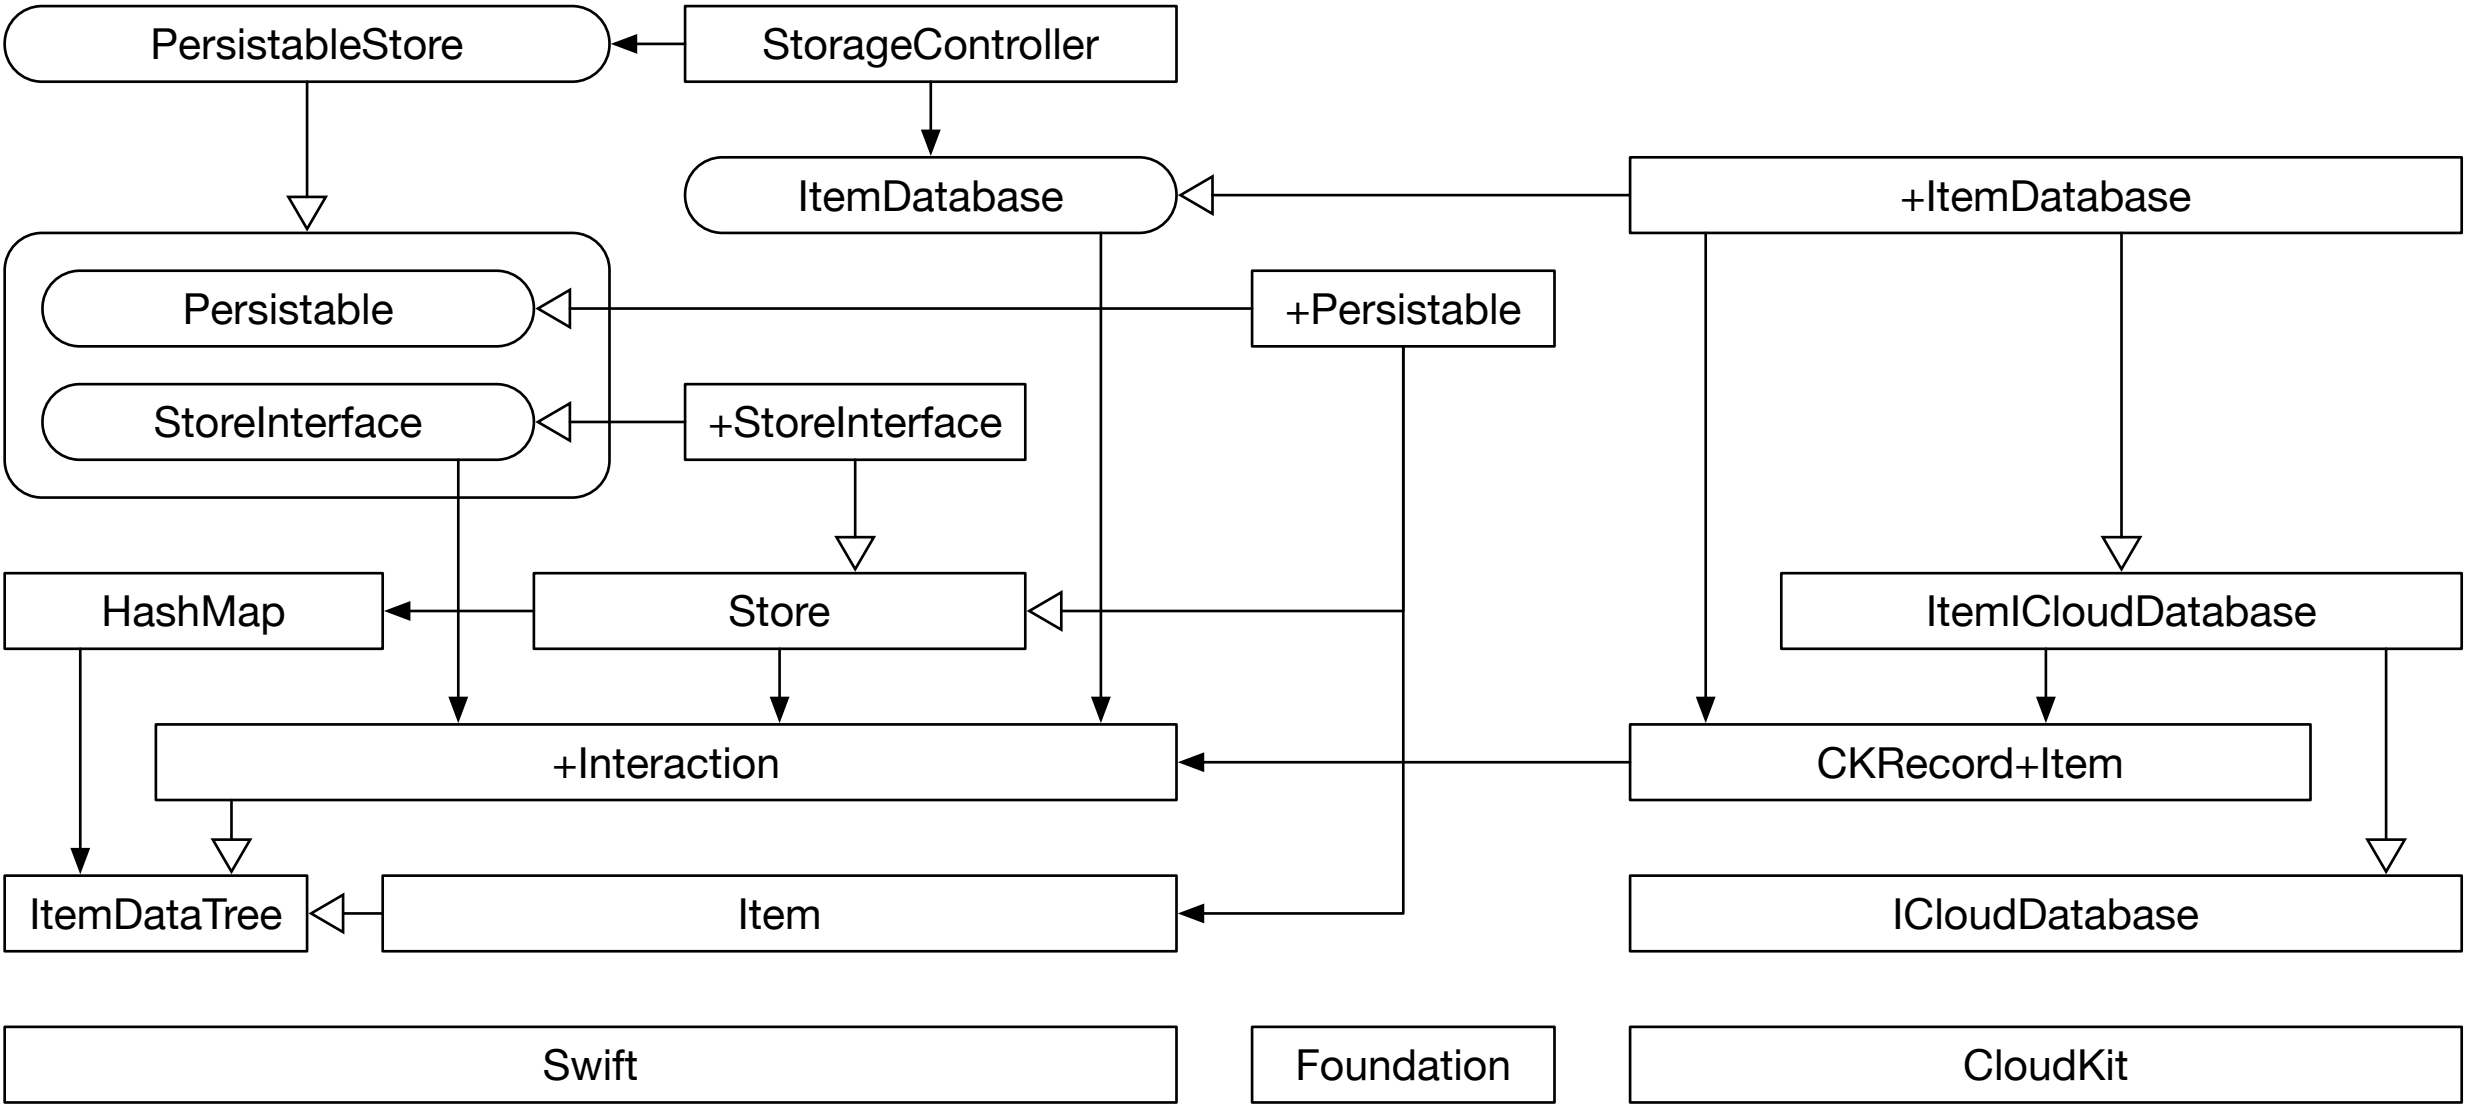 PersistableStore
StorageController
ItemDatabase
+ItemDatabase
Persistable
+Persistable
StoreInterface
+StoreInterface
HashMap
Store
ItemICloudDatabase
+Interaction
CKRecord+Item
ItemDataTree
Item
ICloudDatabase
Swift
Foundation
CloudKit